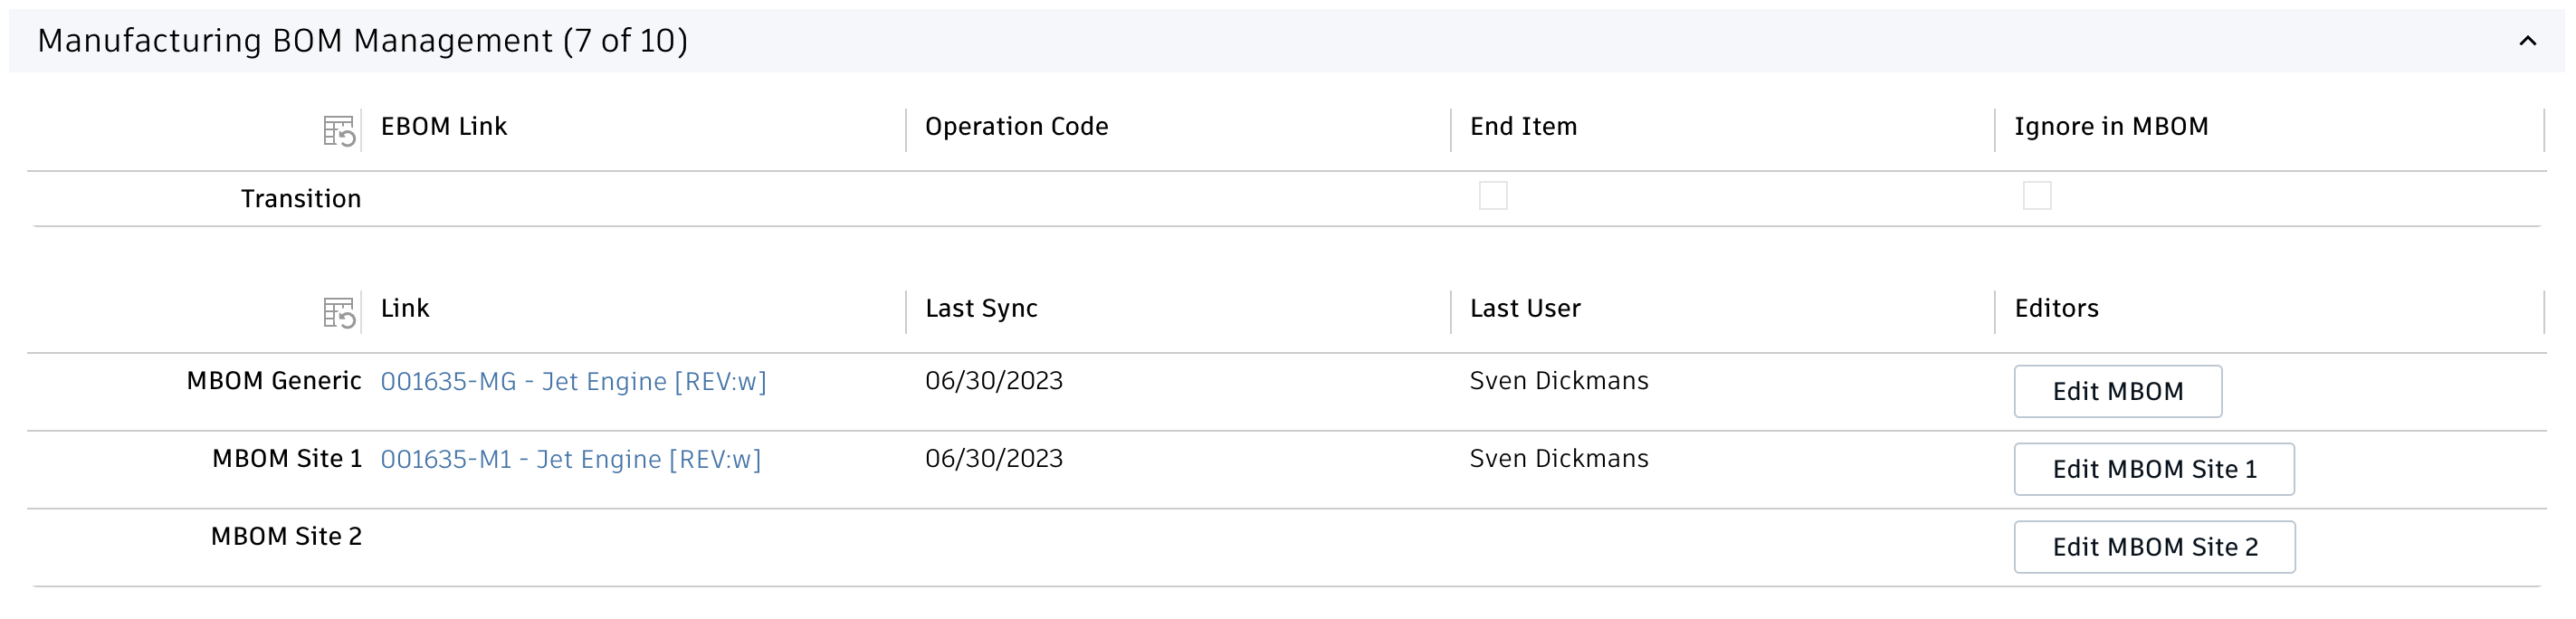 Manufacturing BOM Management (7 of 10)
EBOM Link Operation Code End Item Ignore in MBOM
Transition
Link Last Sync Last User Editors
MBOM Generic 001635-MG - Jet Engine [REV:w] 06/30/2023 Sven Dickmans Edit MBOM
MBOM Site 1 001635-M1 - Jet Engine [REV:w] 06/30/2023 Sven Dickmans Edit MBOM Site 1
MBOM Site 2 Edit MBOM Site 2